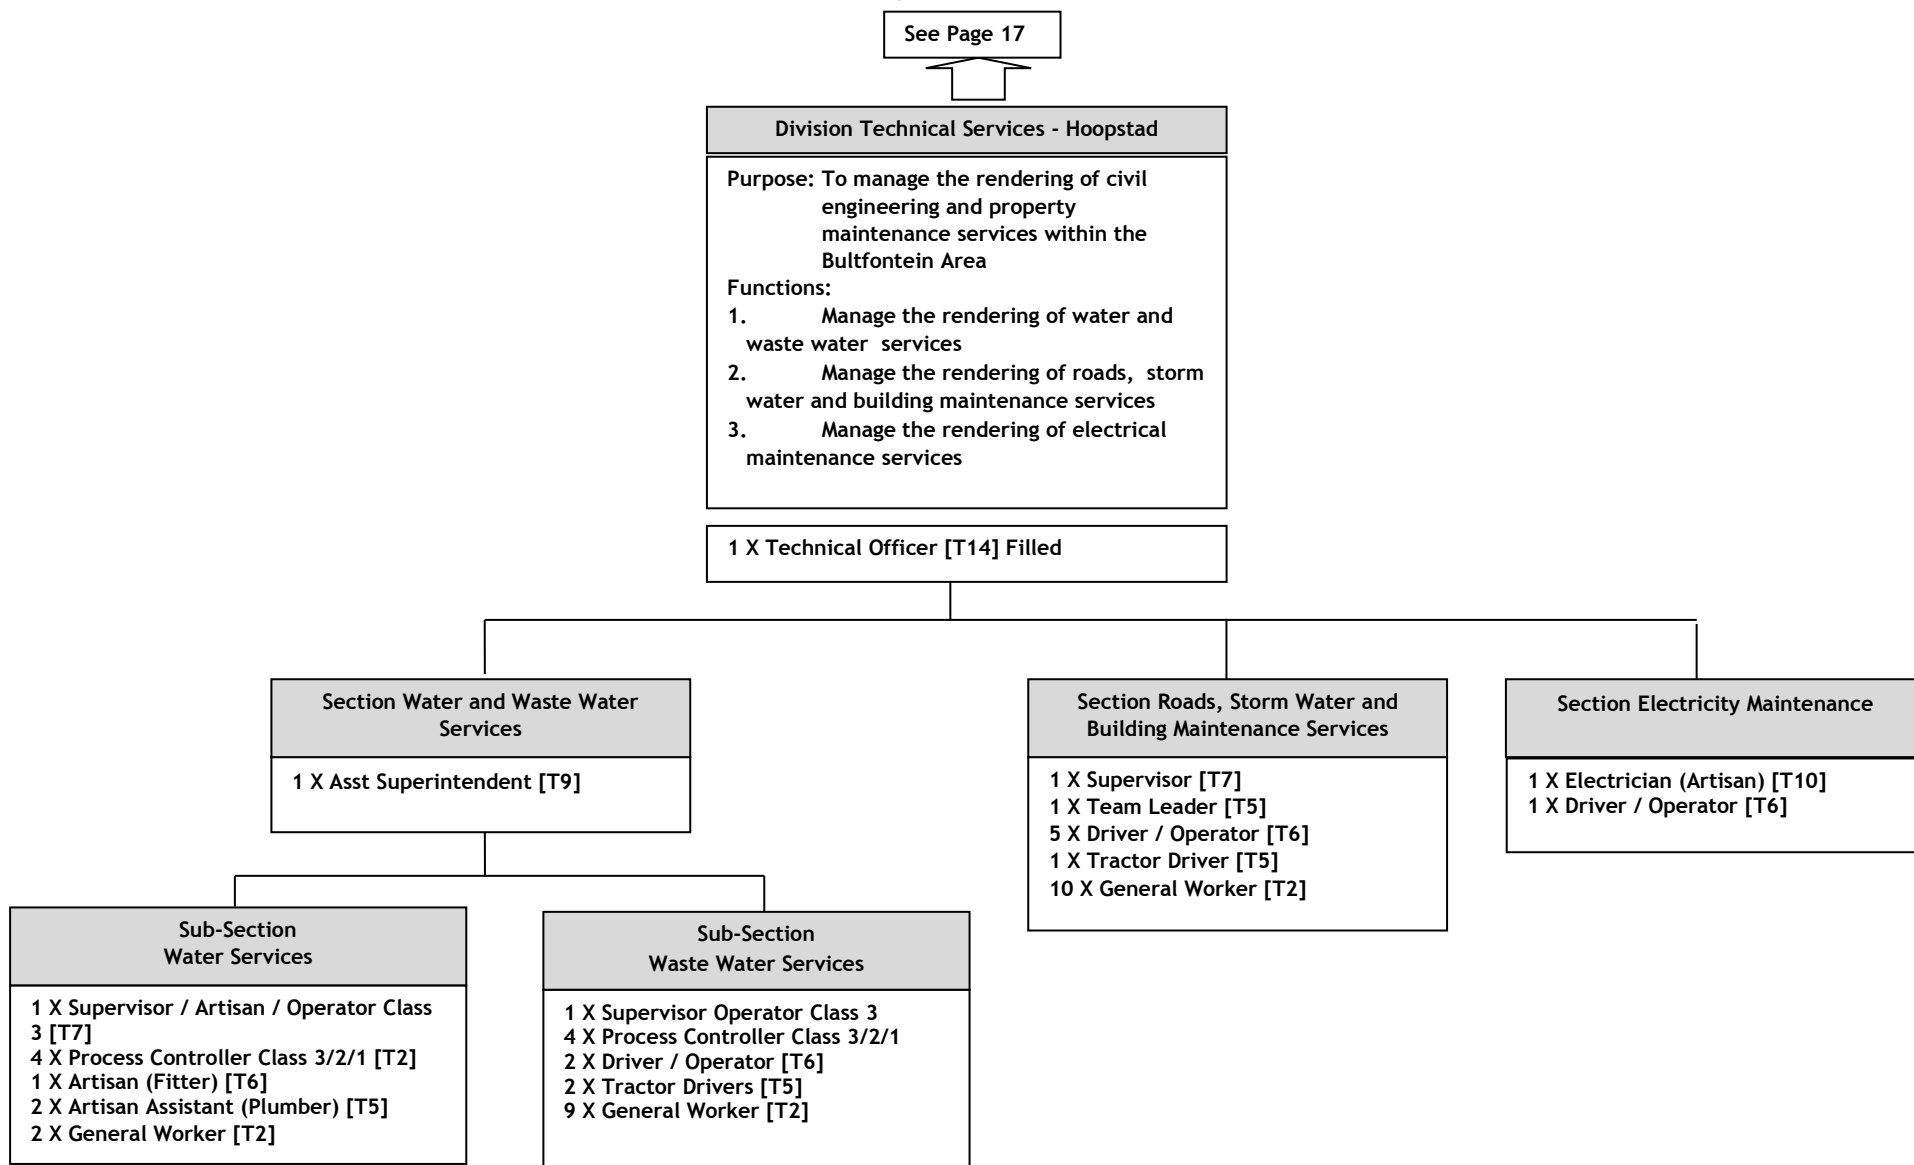 See Page 17
Division Technical Services - Hoopstad
Purpose: To manage the rendering of civil
engineering and property
maintenance services within the
Bultfontein Area
Functions:
1. Manage the rendering of water and
waste water services
2. Manage the rendering of roads, storm
water and building maintenance services
3. Manage the rendering of electrical
maintenance services
1 X Technical Officer [T14] Filled
Section Water and Waste Water
Services
1 X Asst Superintendent [T9]
Section Roads, Storm Water and
Building Maintenance Services
1 X Supervisor [T7]
1 X Team Leader [T5]
5 X Driver / Operator [T6]
1 X Tractor Driver [T5]
10 X General Worker [T2]
Section Electricity Maintenance
1 X Electrician (Artisan) [T10]
1 X Driver / Operator [T6]
Sub-Section
Water Services
1 X Supervisor / Artisan / Operator Class
3 [T7]
4 X Process Controller Class 3/2/1 [T2]
1 X Artisan (Fitter) [T6]
2 X Artisan Assistant (Plumber) [T5]
2 X General Worker [T2]
Sub-Section
Waste Water Services
1 X Supervisor Operator Class 3
4 X Process Controller Class 3/2/1
2 X Driver / Operator [T6]
2 X Tractor Drivers [T5]
9 X General Worker [T2]